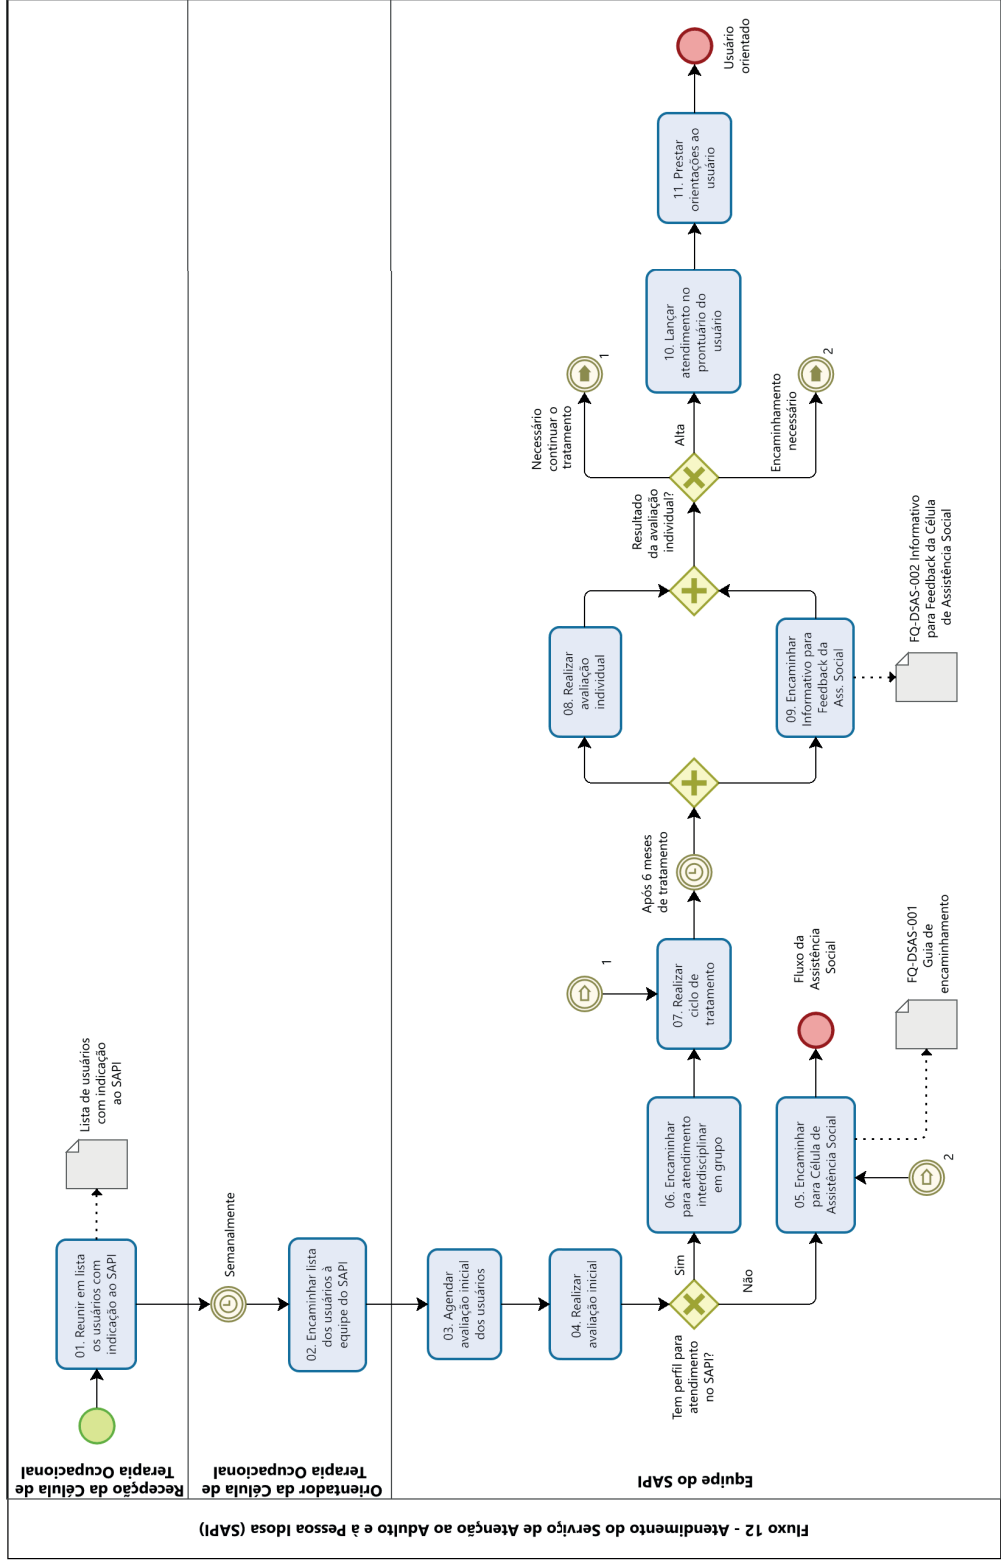 Fluxo 12 - Atendimento do Serviço de Atenção ao Adulto e à Pessoa Idosa (SAPI)
Recepção da Célula de
Terapia Ocupacional
01. Reunir em lista
os usuários com
indicação ao SAPI
Lista de usuários
com indicação
ao SAPI
Orientador da Célula de
Terapia Ocupacional
Semanalmente
02. Encaminhar lista
dos usuários à
equipe do SAPI
Equipe do SAPI
03. Agendar
avaliação inicial
dos usuários
04. Realizar
avaliação inicial
Tem perfil para
atendimento
no SAPI?
Sim
Não
06. Encaminhar
para atendimento
interdisciplinar
em grupo
05. Encaminhar
para Célula de
Assistência Social
2
Fluxo da
Assistência
Social
FQ-DSAS-001
Guia de
encaminhamento
1
07. Realizar
ciclo de
tratamento
Após 6 meses
de tratamento
08. Realizar
avaliação
individual
09. Encaminhar
Informativo para
Feedback da
Ass. Social
FQ-DSAS-002 Informativo
para Feedback da Célula
de Assistência Social
Resultado
da avaliação
individual?
Necessário
continuar o
tratamento
1
Alta
Encaminhamento
necessário
2
10. Lançar
atendimento no
prontuário do
usuário
11. Prestar
orientações ao
usuário
Usuário
orientado